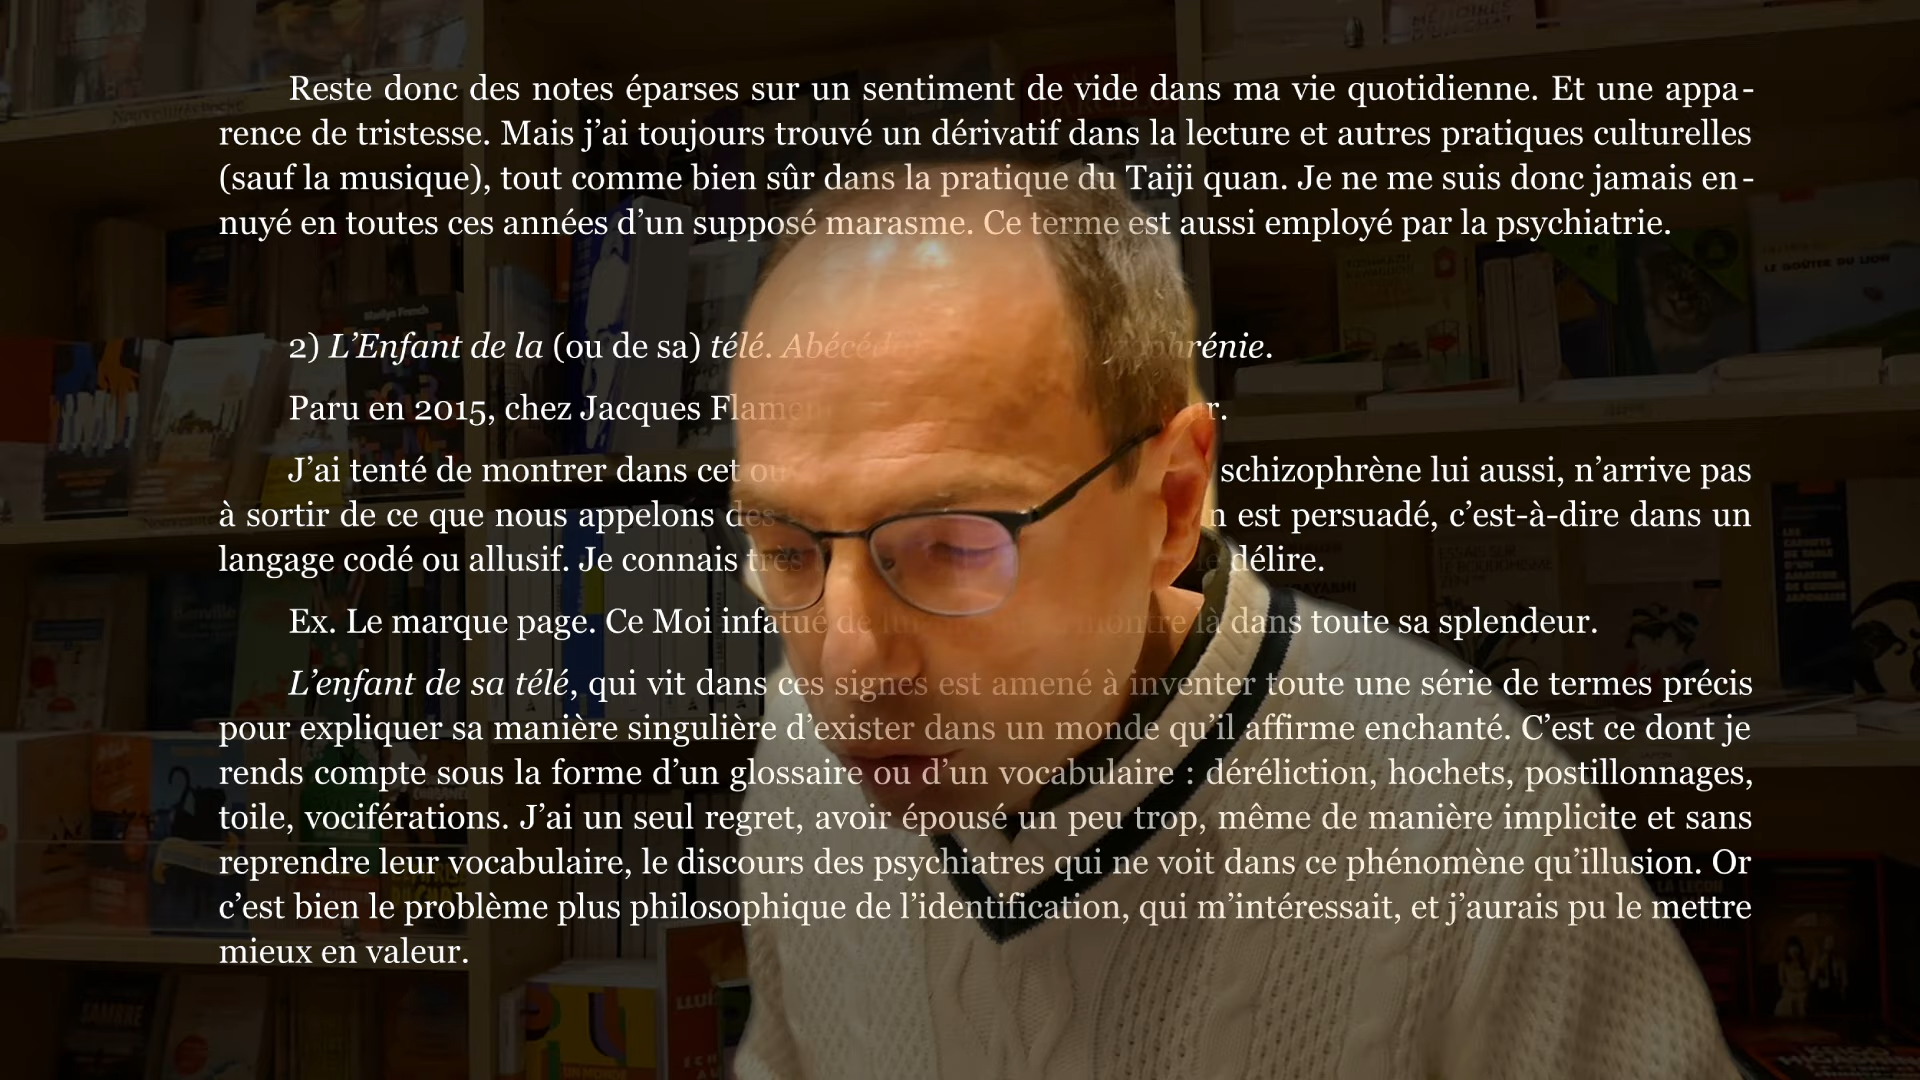 Reste donc des notes éparses sur un sentiment de vide dans ma vie quotidienne. Et une appa-
rence de tristesse. Mais j’ai toujours trouvé un dérivatif dans la lecture et autres pratiques culturelles
(sauf la musique), tout comme bien sûr dans la pratique du Taiji quan. Je ne me suis donc jamais en-
nuyé en toutes ces années d’un supposé marasme. Ce terme est aussi employé par la psychiatrie.
2) L’Enfant de la (ou de sa) télé.
Paru en 2015, chez Jacques
J’ai tenté de montrer dans cet schizophrène lui aussi, n’arrive pas
à sortir de ce que nous appelons des est persuadé, c’est-à-dire dans un
langage codé ou allusif. Je connais très délire.
Ex. Le marque page. Ce Moi infatué de là dans toute sa splendeur.
L’enfant de sa télé, qui vit dans ces signes est amené à inventer toute une série de termes précis
pour expliquer sa manière singulière d’exister dans un monde qu’il affirme enchanté. C’est ce dont je
rends compte sous la forme d’un glossaire ou d’un vocabulaire : déréliction, hochets, postillonnages,
toile, vociférations. J’ai un seul regret, avoir épousé un peu trop, même de manière implicite et sans
reprendre leur vocabulaire, le discours des psychiatres qui ne voit dans ce phénomène qu’illusion. Or
c’est bien le problème plus philosophique de l’identification, qui m’intéressait, et j’aurais pu le mettre
mieux en valeur.
Marilyn French
LE GOÛTER DU LION